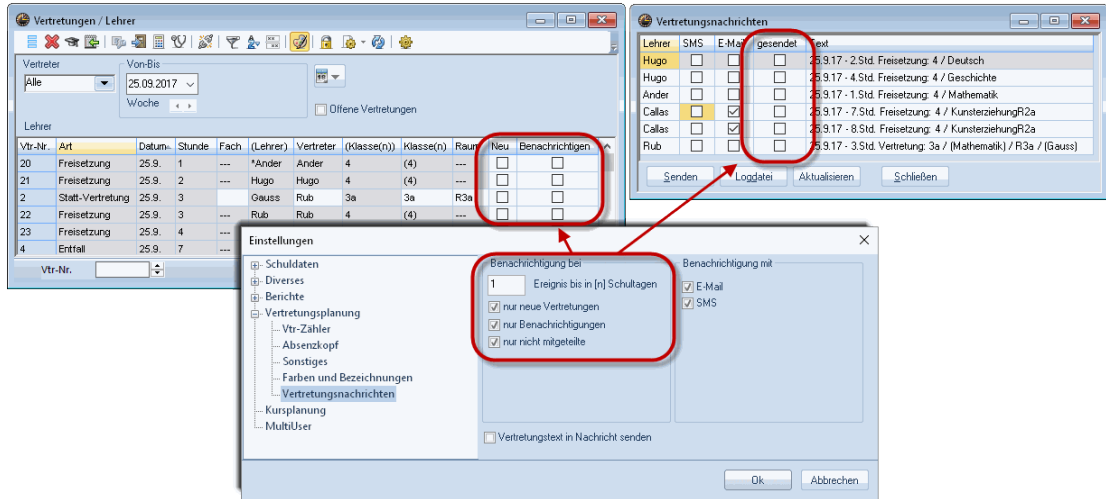 Vertretungen / Lehrer
Vertreter
Von-Bis
Alle
25.09.2017
Woche
Offene Vertretungen
Lehrer
Vtr-Nr. Art Datum Stunde Fach (Lehrer) Vertreter (Klasse(n)) Klasse(n) Raum Neu Benachrichtigen
20 Freisetzung 25.9. 1 --- *Ander Ander 4 (4) ---
21 Freisetzung 25.9. 2 --- Hugo Hugo 4 (4) ---
2 Statt-Vertretung 25.9. 3 Gauss Rub 3a 3a R3a
22 Freisetzung 25.9. 3 --- Rub Rub 4 (4) ---
23 Freisetzung 25.9. 4 ---
4 Entfall 25.9. 7 ---
Vtr-Nr.
Vertretungsnachrichten
Lehrer SMS E-Mail gesendet Text
Hugo 25.9.17 - 2.Std. Freisetzung: 4 / Deutsch
Hugo 25.9.17 - 4.Std. Freisetzung: 4 / Geschichte
Ander 25.9.17 - 1.Std. Freisetzung: 4 / Mathematik
Callas 25.9.17 - 7.Std. Freisetzung: 4 / KunsterziehungR2a
Callas 25.9.17 - 8.Std. Freisetzung: 4 / KunsterziehungR2a
Rub 25.9.17 - 3.Std. Vertretung: 3a / (Mathematik) / R3a / (Gauss)
Senden Logdatei Aktualisieren Schließen
Einstellungen
Schuldaten
Diverses
Berichte
Vertretungsplanung
Vtr-Zähler
Absenzkopf
Sonstiges
Farben und Bezeichnungen
Vertretungsnachrichten
Kursplanung
MultiUser
Benachrichtigung bei
1 Ereignis bis in [n] Schultagen
nur neue Vertretungen
nur Benachrichtigungen
nur nicht mitgeteilte
Benachrichtigung mit
E-Mail
SMS
Vertretungstext in Nachricht senden
Ok Abbrechen